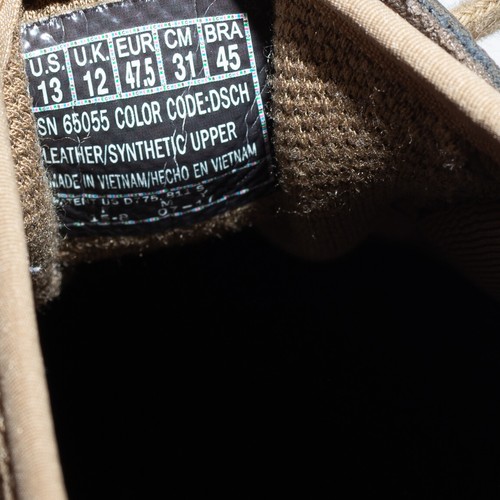 U.S. U.K. EUR CM BRA
13 12 47.5 31 45
SN 65055 COLOR CODE:DSCH
LEATHER/SYNTHETIC UPPER
MADE IN VIETNAM/HECHO EN VIETNAM